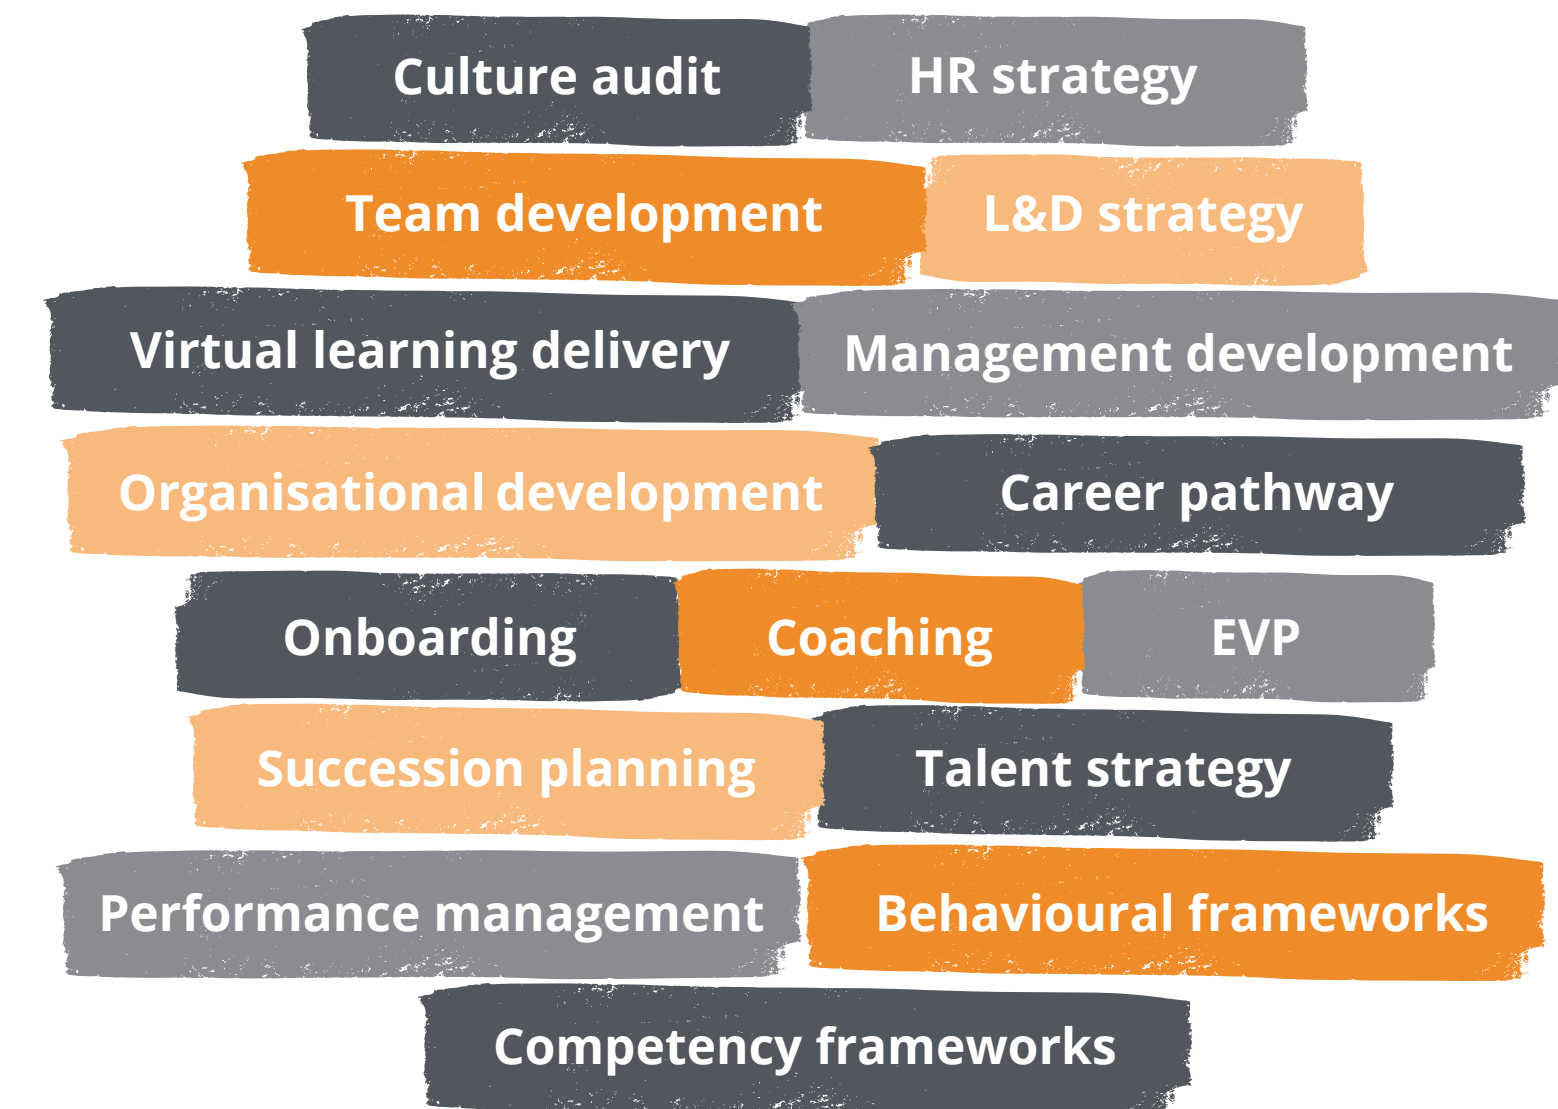 Culture audit HR strategy
Team development L&D strategy
Virtual learning delivery Management development
Organisational development Career pathway
Onboarding Coaching EVP
Succession planning Talent strategy
Performance management Behavioural frameworks
Competency frameworks